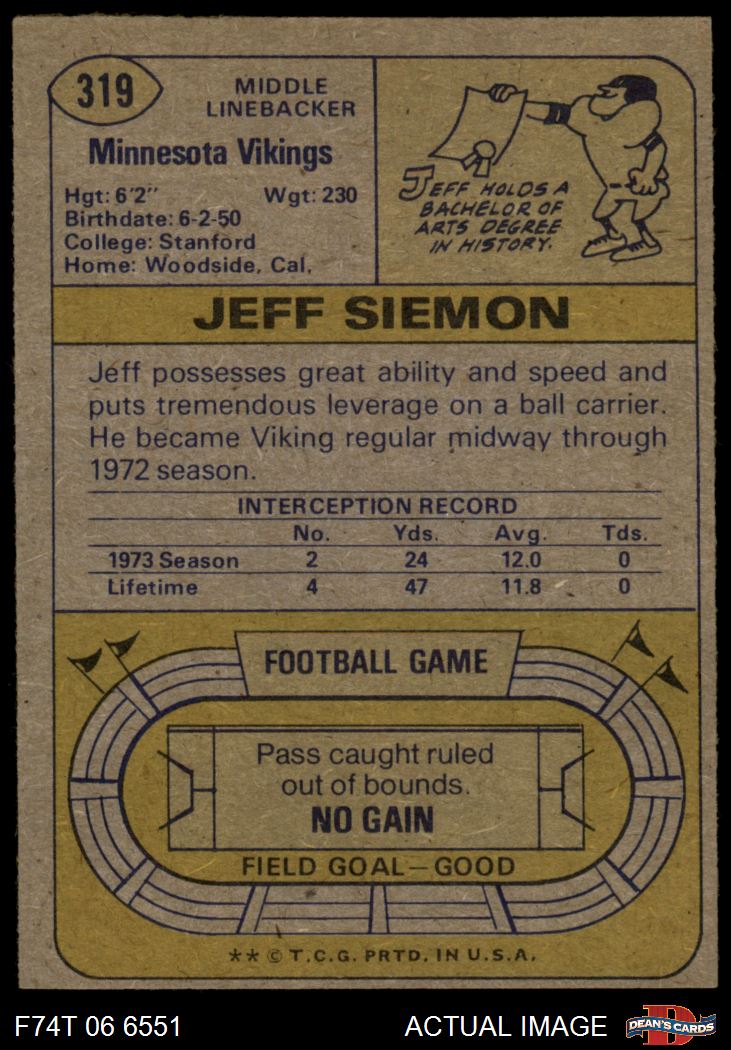 319
MIDDLE
LINEBACKER
Minnesota Vikings
Hgt: 6'2" Wgt: 230
Birthdate: 6-2-50
College: Stanford
Home: Woodside, Cal.
JEFF HOLDS A
BACHELOR OF
ARTS DEGREE
IN HISTORY.
JEFF SIEMON
Jeff possesses great ability and speed and
puts tremendous leverage on a ball carrier.
He became Viking regular midway through
1972 season.
INTERCEPTION RECORD
No. Yds. Avg. Tds.
1973 Season 2 24 12.0 0
Lifetime 4 47 11.8 0
FOOTBALL GAME
Pass caught ruled
out of bounds.
NO GAIN
FIELD GOAL—GOOD
** © T.C.G. PRTD. IN U.S.A.
F74T 06 6551 ACTUAL IMAGE
D
DEAN'S CARDS